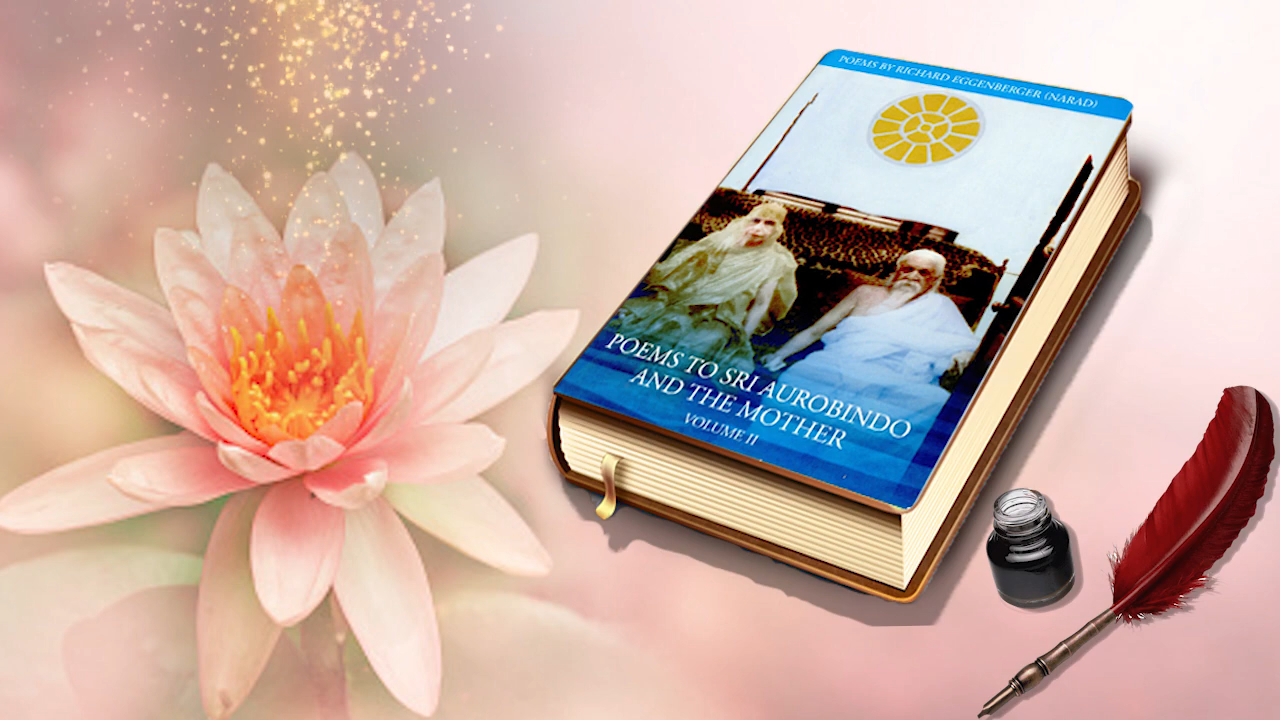 POEMS BY RICHARD EGGENBERGER (NARAD)
POEMS TO SRI AUROBINDO
AND THE MOTHER
VOLUME II